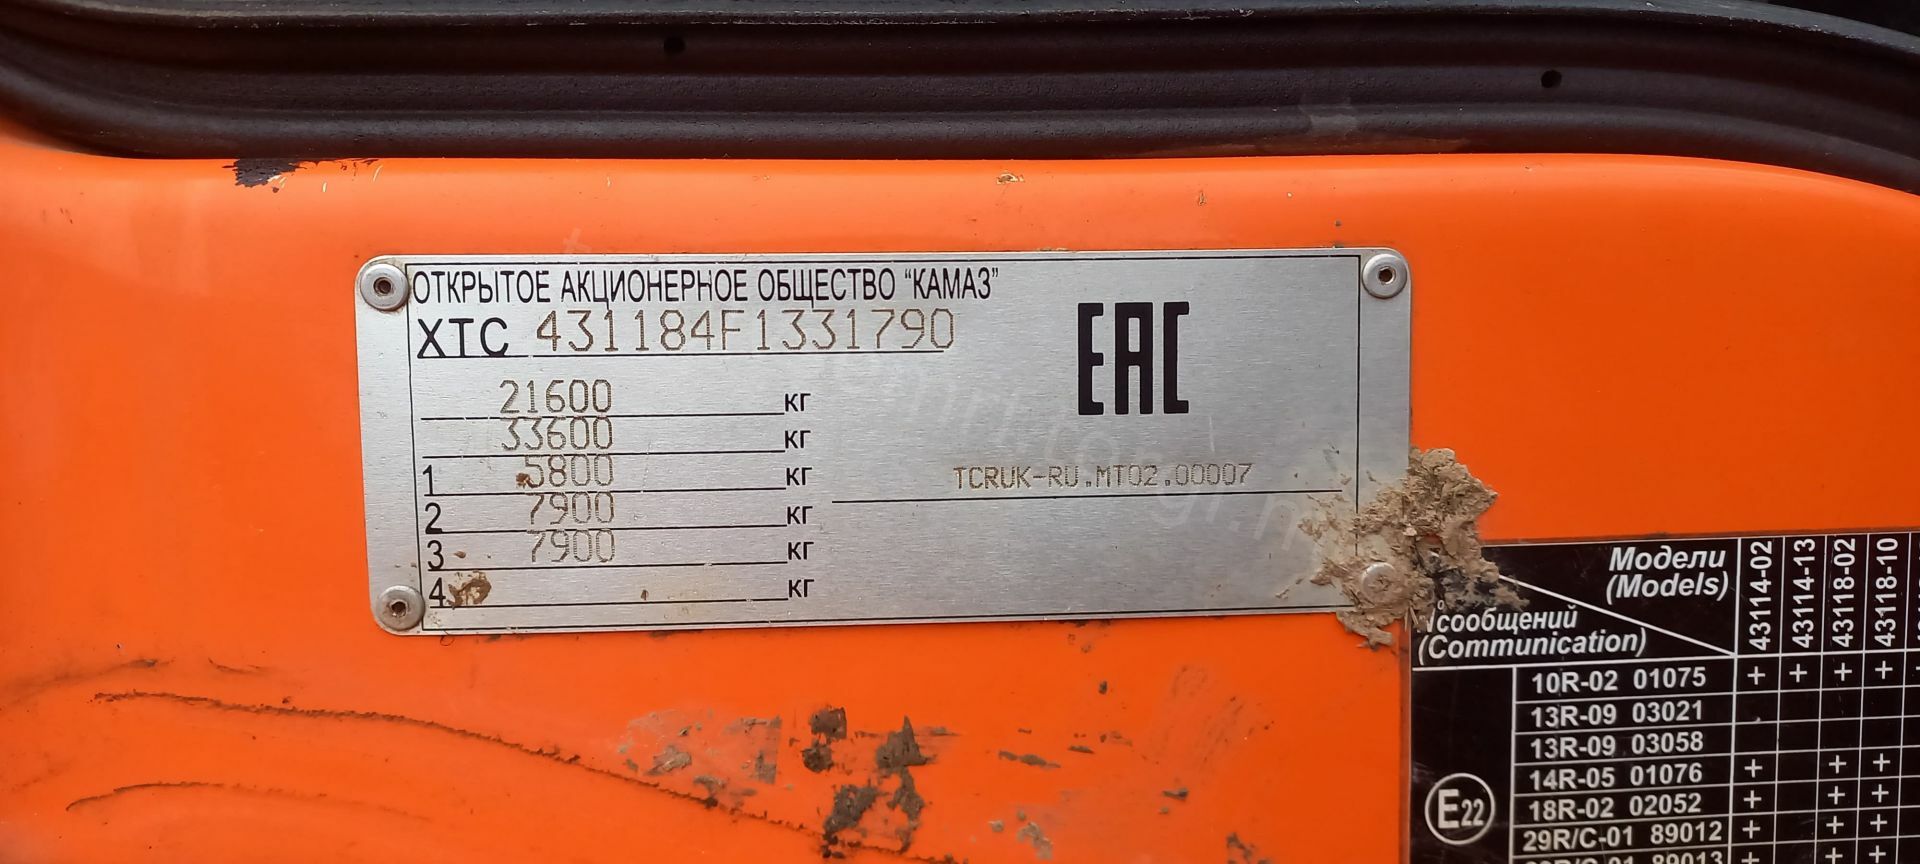 ОТКРЫТОЕ АКЦИОНЕРНОЕ ОБЩЕСТВО "КАМАЗ"
XTC 431184F1331790
EAC
21600 кг
33600 кг
1 5800 кг
TCRUK-RU.MT02.00007
2 7900 кг
3 7900 кг
4 кг
Модели
(Models)
43114-02
43114-13
43118-02
43118-10
сообщений
(Communication)
10R-02 01075 + + + +
13R-09 03021
13R-09 03058
14R-05 01076 + + +
18R-02 02052 + + +
E22
29R/C-01 89012 + + +